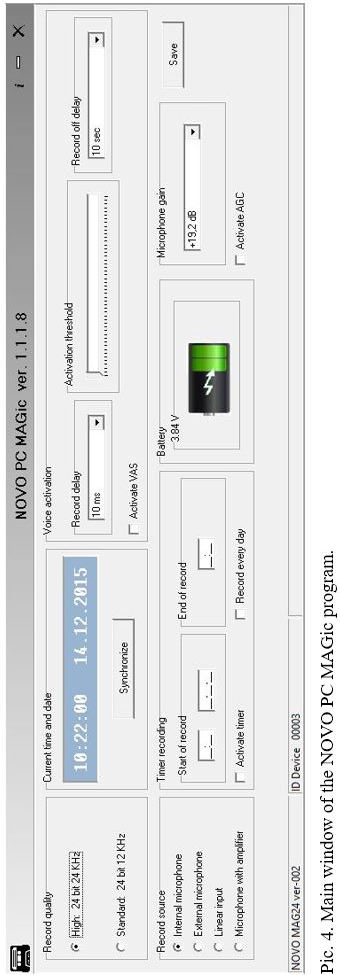 NOVO PC MAGic ver. 1.1.1.8
i
Record quality
High: 24 bit 24 KHz
Standard: 24 bit 12 KHz
Current time and date
10:22:00 14.12.2015
Synchronize
Voice activation
Record delay
10 ms
Activate VAS
Activation threshold
Record off delay
10 sec
Record source
Internal microphone
External microphone
Linear input
Microphone with amplifier
Timer recording
Start of record
_:_ _._._
Activate timer
End of record
_:_
Record every day
Battery
3.84 V
Microphone gain
+19,2 dB
Activate AGC
Save
NOVO MAG24 ver-002
ID Device 00003
Pic. 4. Main window of the NOVO PC MAGic program.